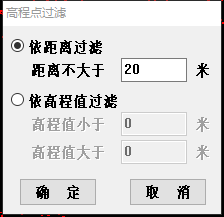 高程点过滤
依距离过滤
距离不大于 20 米
依高程值过滤
高程值小于 0 米
高程值大于 0 米
确 定 取 消